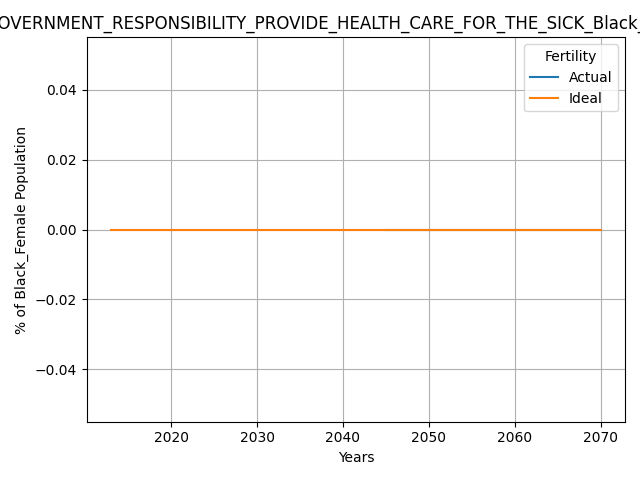 OVERNMENT_RESPONSIBILITY_PROVIDE_HEALTH_CARE_FOR_THE_SICK_Black_
Fertility
Actual
Ideal
0.04
0.02
0.00
−0.02
−0.04
% of Black_Female Population
2020 2030 2040 2050 2060 2070
Years